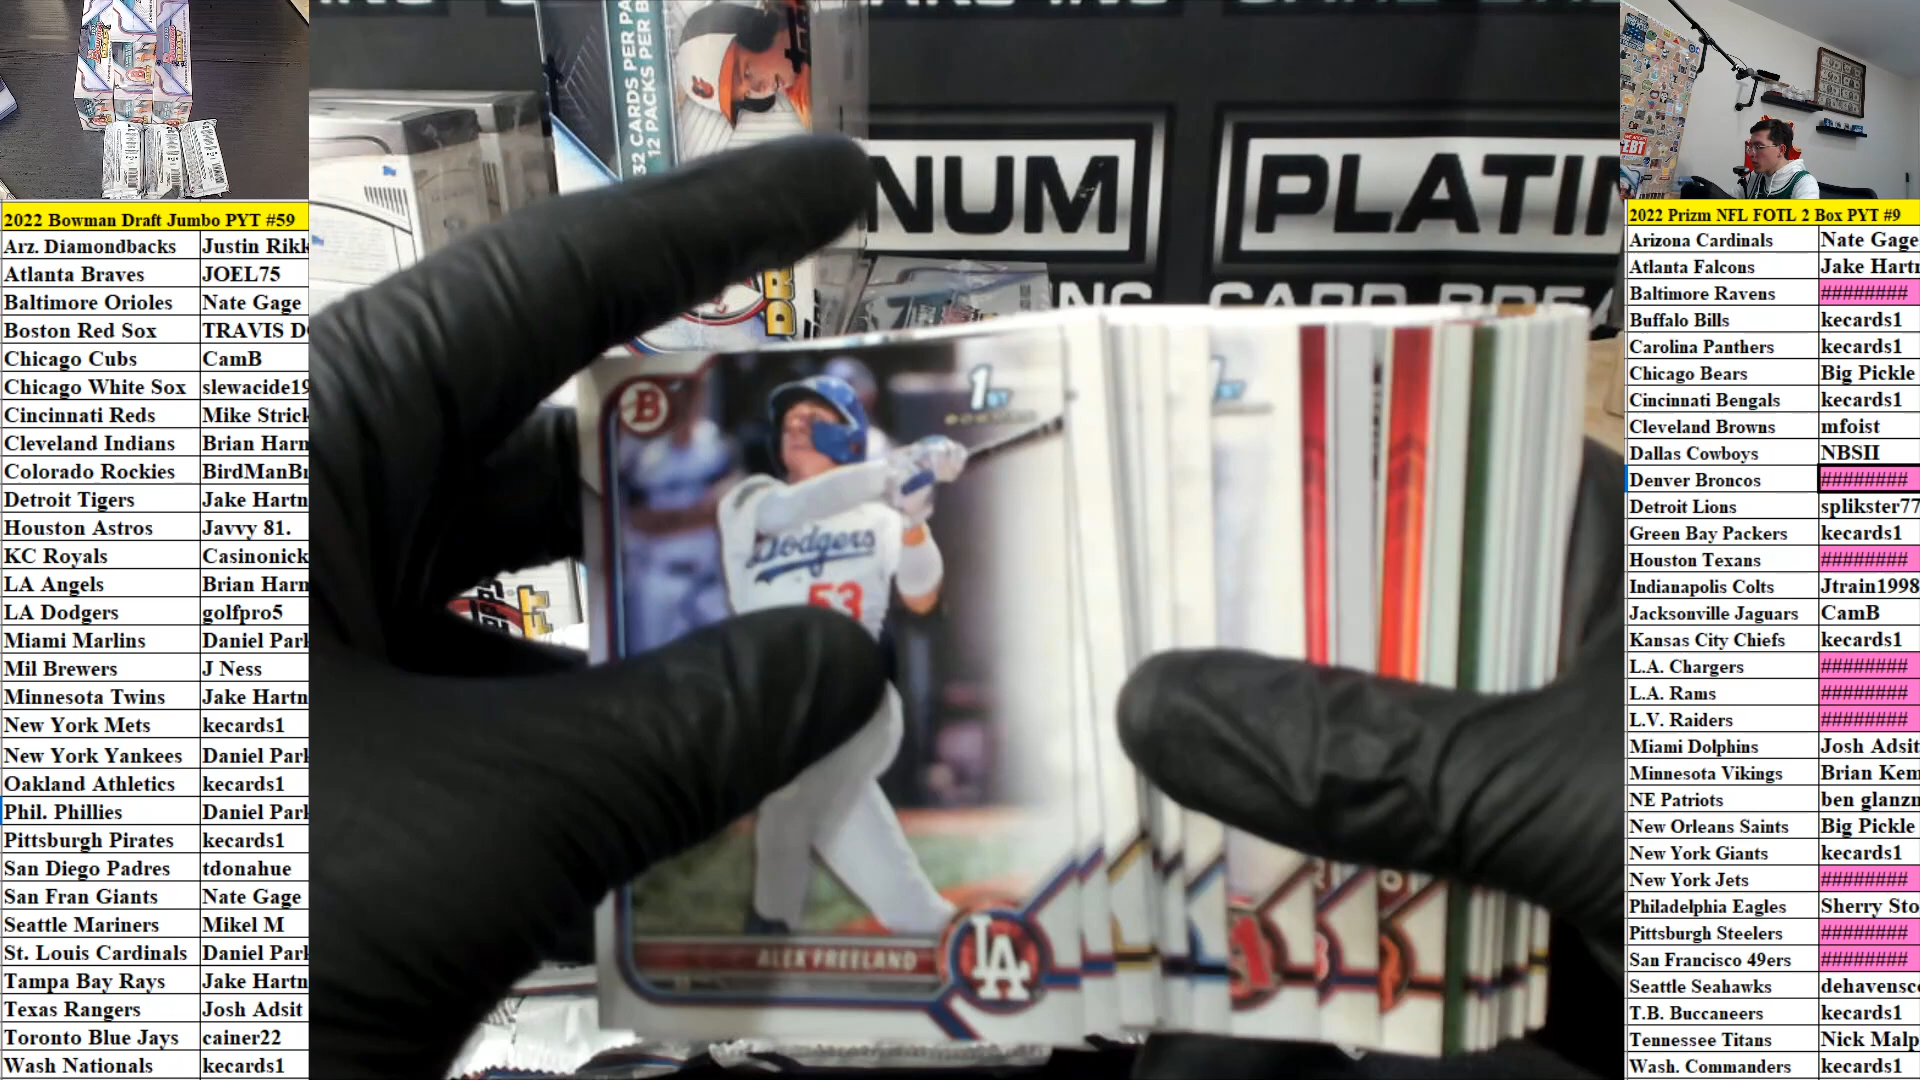 2022 Bowman Draft Jumbo PYT #59
Arz. Diamondbacks Justin Rikk
Atlanta Braves JOEL75
Baltimore Orioles Nate Gage
Boston Red Sox TRAVIS D
Chicago Cubs CamB
Chicago White Sox slewacide19
Cincinnati Reds Mike Strick
Cleveland Indians Brian Harn
Colorado Rockies BirdManBr
Detroit Tigers Jake Hartn
Houston Astros Javvy 81.
KC Royals Casinonick
LA Angels Brian Harn
LA Dodgers golfpro5
Miami Marlins Daniel Park
Mil Brewers J Ness
Minnesota Twins Jake Hartn
New York Mets kecards1
New York Yankees Daniel Park
Oakland Athletics kecards1
Phil. Phillies Daniel Park
Pittsburgh Pirates kecards1
San Diego Padres tdonahue
San Fran Giants Nate Gage
Seattle Mariners Mikel M
St. Louis Cardinals Daniel Park
Tampa Bay Rays Jake Hartn
Texas Rangers Josh Adsit
Toronto Blue Jays cainer22
Wash Nationals kecards1
32 CARDS PER PA
12 PACKS PER B
NUM
PLATI
B
1ST
BOWMAN
Dodgers
53
ALEX FREELAND
LA
2022 Prizm NFL FOTL 2 Box PYT #9
Arizona Cardinals Nate Gage
Atlanta Falcons Jake Hartn
Baltimore Ravens ########
Buffalo Bills kecards1
Carolina Panthers kecards1
Chicago Bears Big Pickle
Cincinnati Bengals kecards1
Cleveland Browns mfoist
Dallas Cowboys NBSII
Denver Broncos ########
Detroit Lions splikster77
Green Bay Packers kecards1
Houston Texans ########
Indianapolis Colts Jtrain1998
Jacksonville Jaguars CamB
Kansas City Chiefs kecards1
L.A. Chargers ########
L.A. Rams ########
L.V. Raiders ########
Miami Dolphins Josh Adsit
Minnesota Vikings Brian Kem
NE Patriots ben glanzn
New Orleans Saints Big Pickle
New York Giants kecards1
New York Jets ########
Philadelphia Eagles Sherry Sto
Pittsburgh Steelers ########
San Francisco 49ers ########
Seattle Seahawks dehavensc
T.B. Buccaneers kecards1
Tennessee Titans Nick Malp
Wash. Commanders kecards1